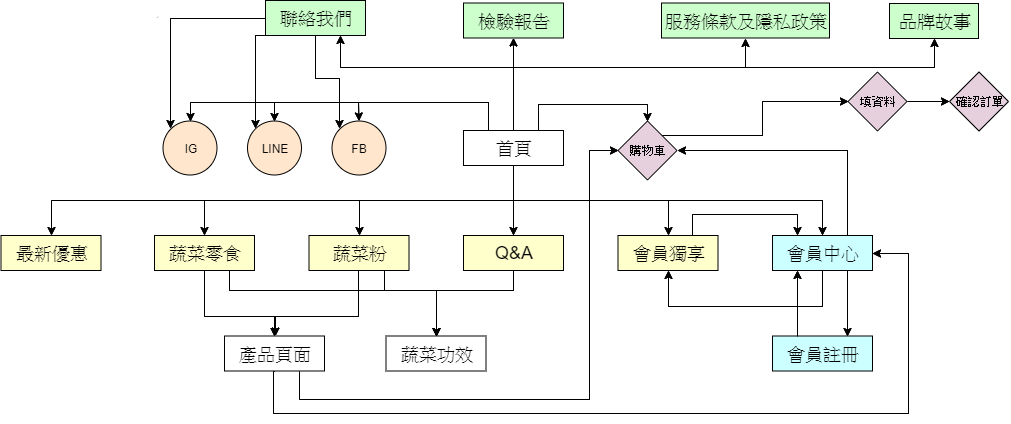 聯絡我們
檢驗報告
服務條款及隱私政策
品牌故事
填資料
確認訂單
IG
LINE
FB
首頁
購物車
最新優惠
蔬菜零食
蔬菜粉
Q&A
會員獨享
會員中心
產品頁面
蔬菜功效
會員註冊